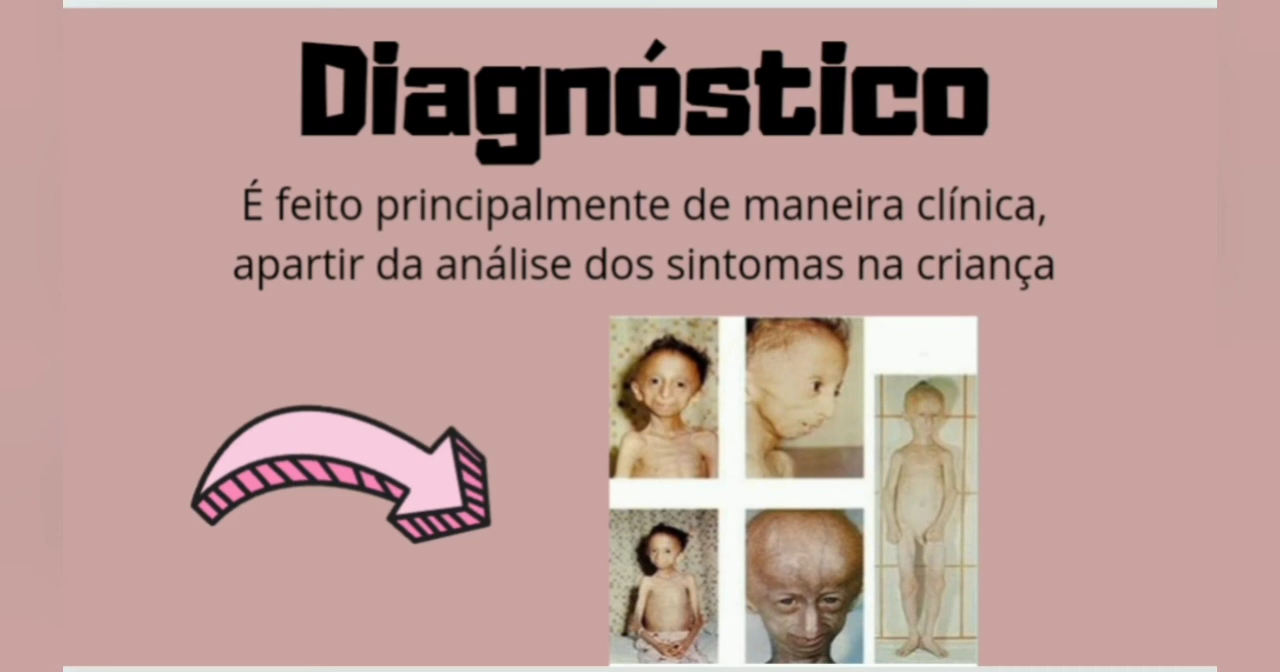 Diagnóstico
É feito principalmente de maneira clínica,
apartir da análise dos sintomas na criança